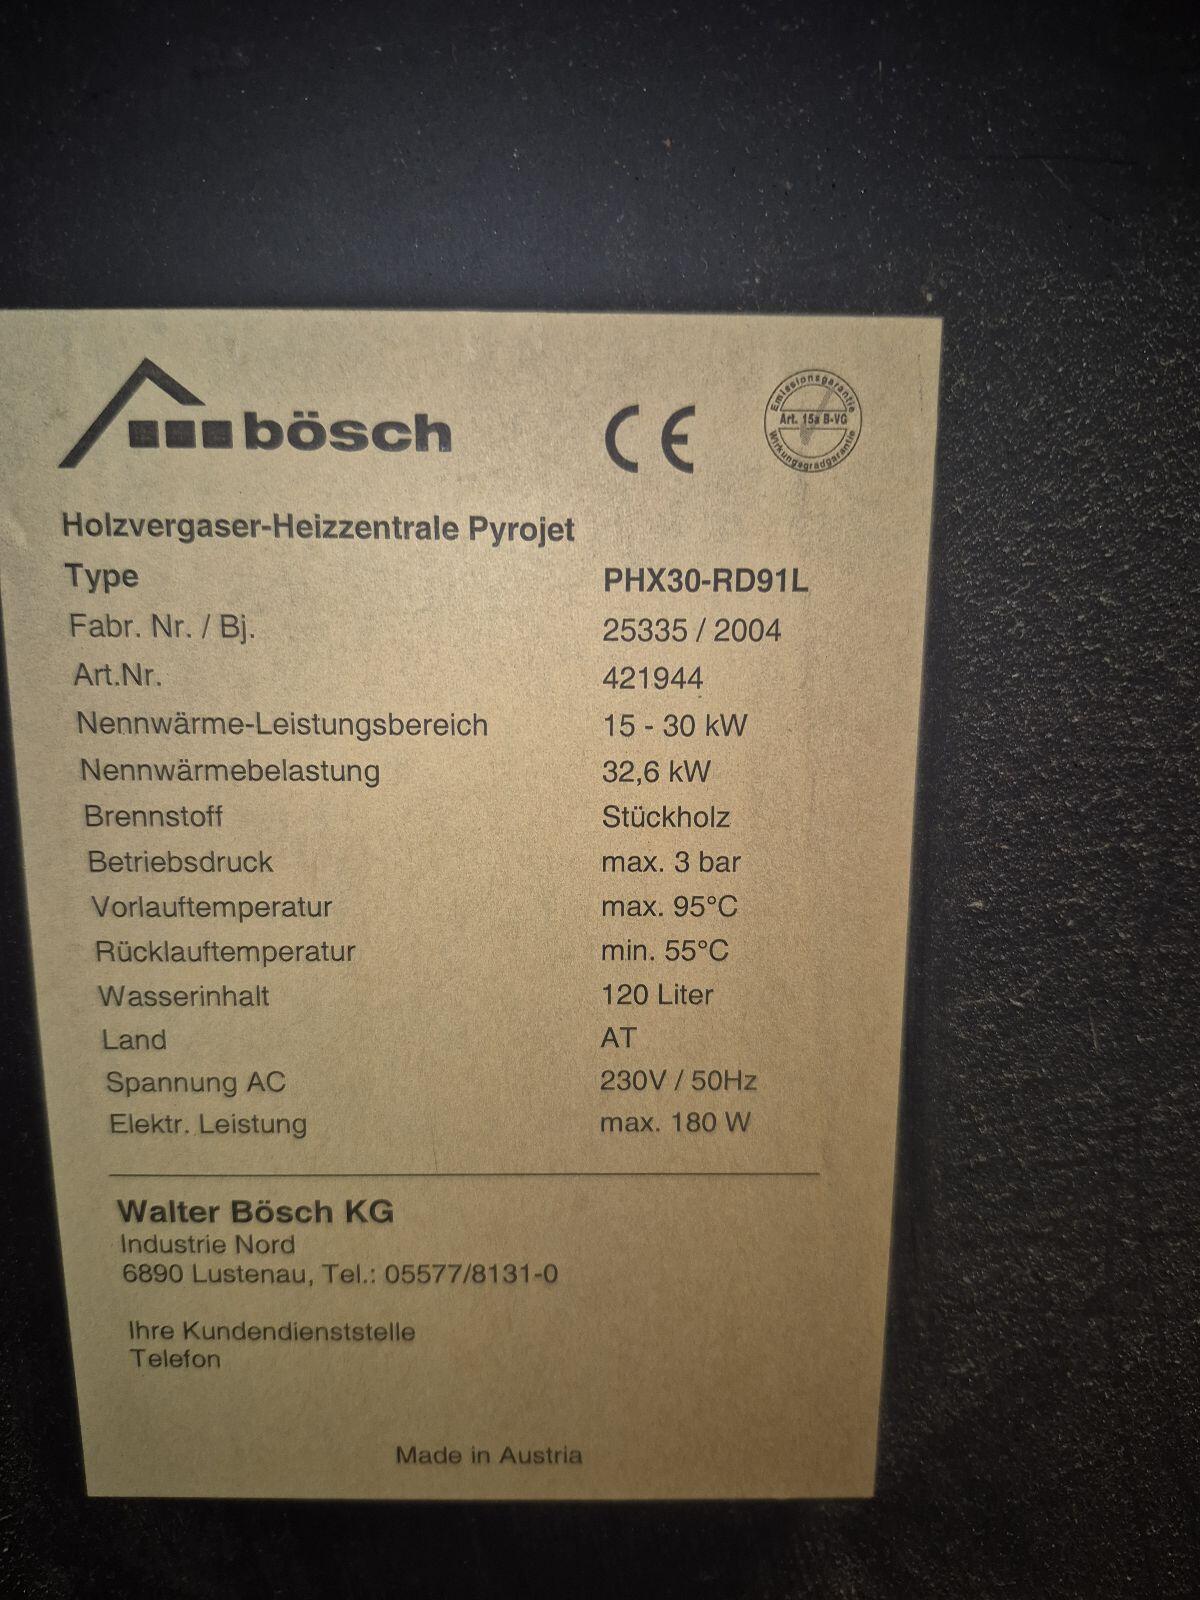 bösch
CE
Emissionsgarantie
Art. 15a B-VG
Wirkungsgradgarantie
Holzvergaser-Heizzentrale Pyrojet
Type PHX30-RD91L
Fabr. Nr. / Bj. 25335 / 2004
Art.Nr. 421944
Nennwärme-Leistungsbereich 15 - 30 kW
Nennwärmebelastung 32,6 kW
Brennstoff Stückholz
Betriebsdruck max. 3 bar
Vorlauftemperatur max. 95°C
Rücklauftemperatur min. 55°C
Wasserinhalt 120 Liter
Land AT
Spannung AC 230V / 50Hz
Elektr. Leistung max. 180 W
Walter Bösch KG
Industrie Nord
6890 Lustenau, Tel.: 05577/8131-0
Ihre Kundendienststelle
Telefon
Made in Austria